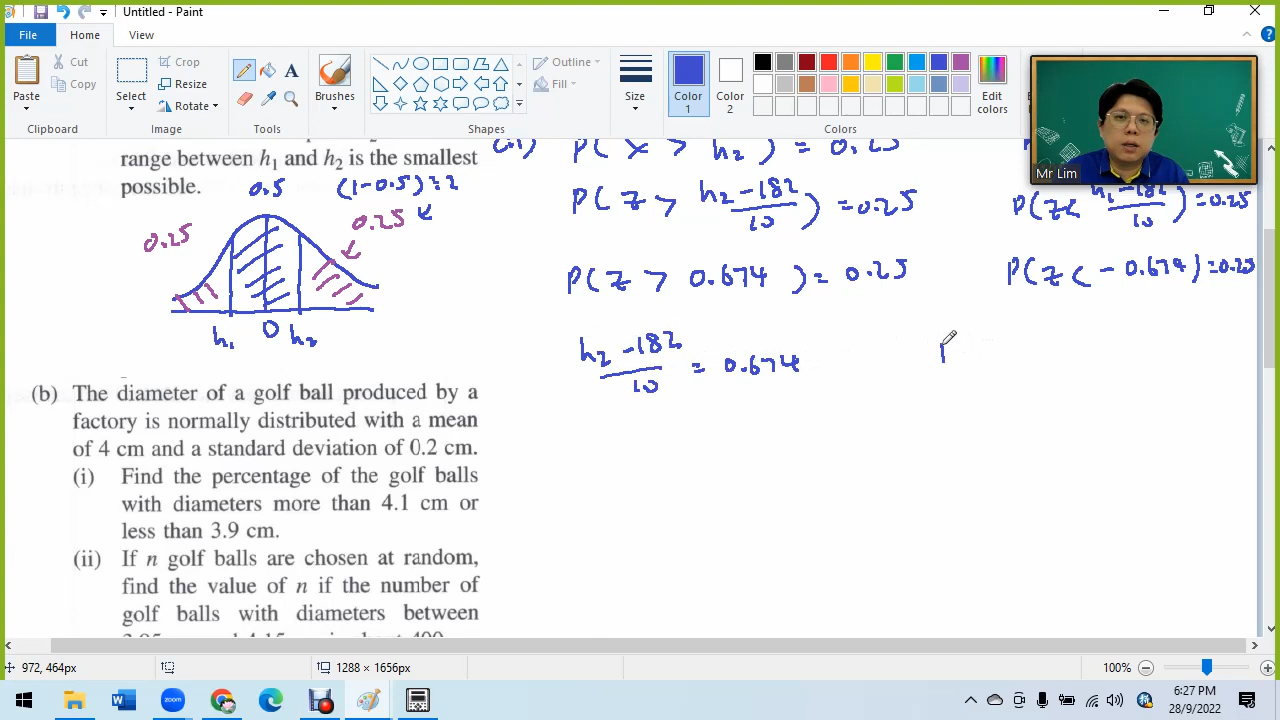 Untitled - Paint
File
Home
View
Cut
Copy
Paste
Clipboard
Select
Crop
Resize
Rotate
Image
Tools
Brushes
Shapes
Outline
Fill
Size
Color 1
Color 2
Edit colors
Colors
Mr Lim
range between h₁ and h₂ is the smallest
possible.
0.5 (1-0.5)÷2
0.25
0.25
h₁ 0 h₂
P(X > h₂) = 0.25
P(Z > (h₂ - 182)/10) = 0.25
P(Z < (h₁ - 182)/10) = 0.25
P(Z > 0.674) = 0.25
P(Z < -0.674) = 0.25
(h₂ - 182)/10 = 0.674
(b) The diameter of a golf ball produced by a
factory is normally distributed with a mean
of 4 cm and a standard deviation of 0.2 cm.
(i) Find the percentage of the golf balls
with diameters more than 4.1 cm or
less than 3.9 cm.
(ii) If n golf balls are chosen at random,
find the value of n if the number of
golf balls with diameters between
972, 464px
1288 × 1656px
100%
W
zoom
6:27 PM
28/9/2022